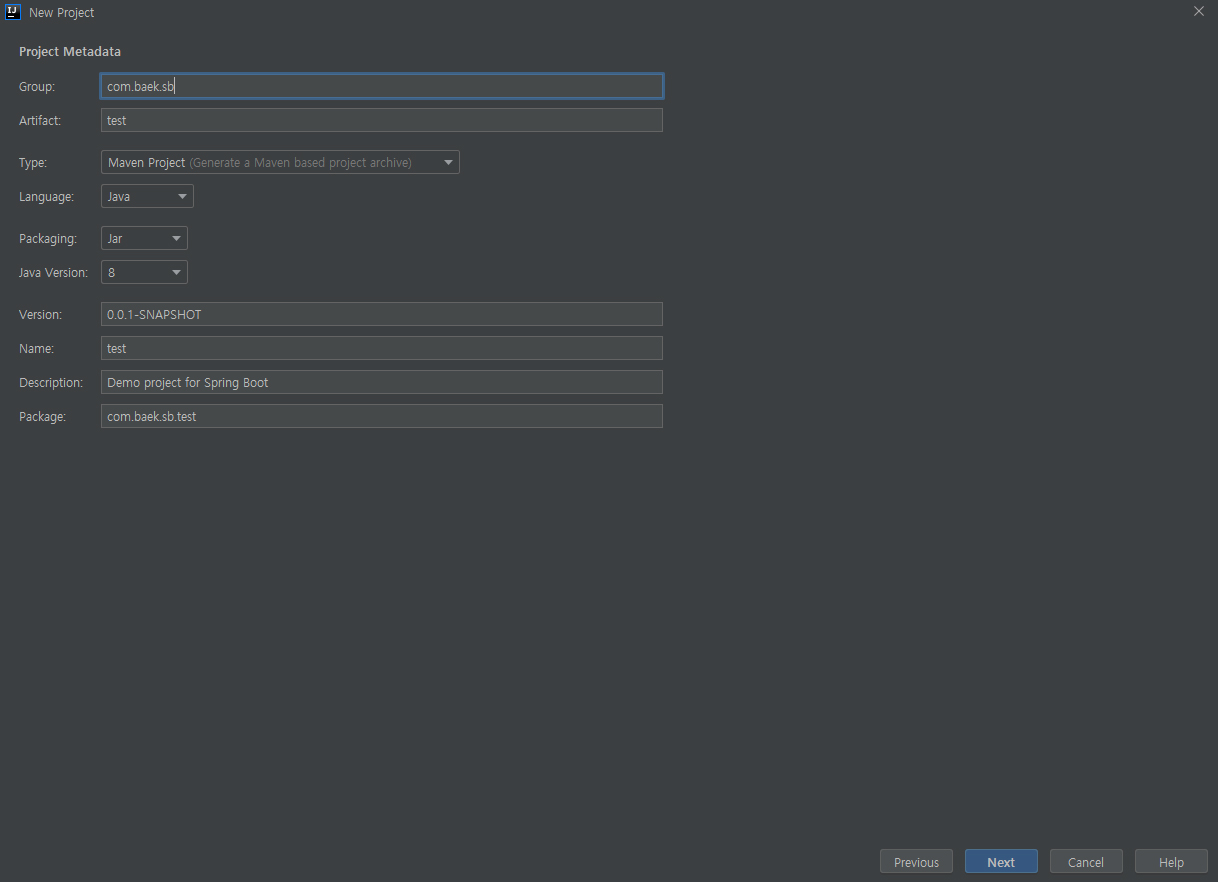 IJ New Project
Project Metadata
Group: com.baek.sb
Artifact: test
Type: Maven Project (Generate a Maven based project archive)
Language: Java
Packaging: Jar
Java Version: 8
Version: 0.0.1-SNAPSHOT
Name: test
Description: Demo project for Spring Boot
Package: com.baek.sb.test
Previous Next Cancel Help